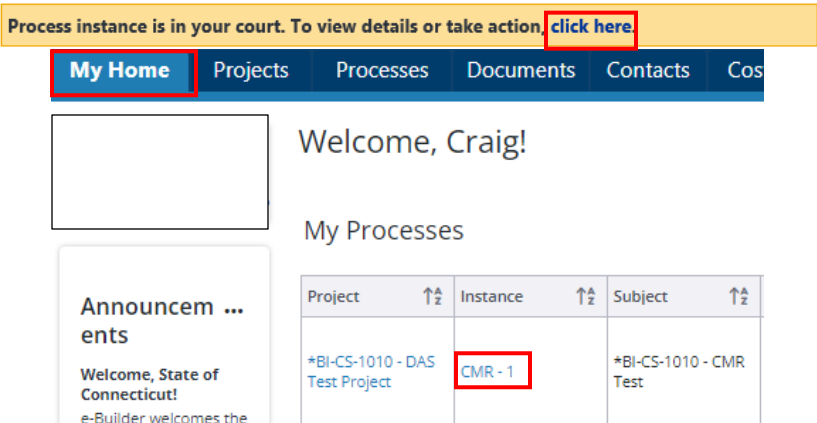 Process instance is in your court. To view details or take action, click here.
My Home Projects Processes Documents Contacts Cos
Welcome, Craig!
My Processes
Announcem ...
ents
Welcome, State of
Connecticut!
e-Builder welcomes the
Project Instance Subject
*BI-CS-1010 - DAS
Test Project
CMR - 1
*BI-CS-1010 - CMR
Test